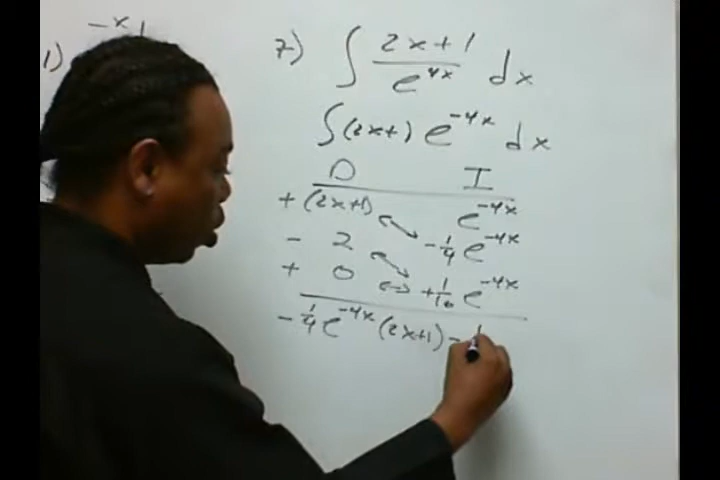 1) -x 1
7) ∫ 2x+1 / e^4x dx
∫(2x+) e^-4x dx
D I
+ (2x+1) e^-4x
- 2 -1/4 e^-4x
+ 0 +1/16 e^-4x
- 1/4 e^-4x (2x+1) - 1